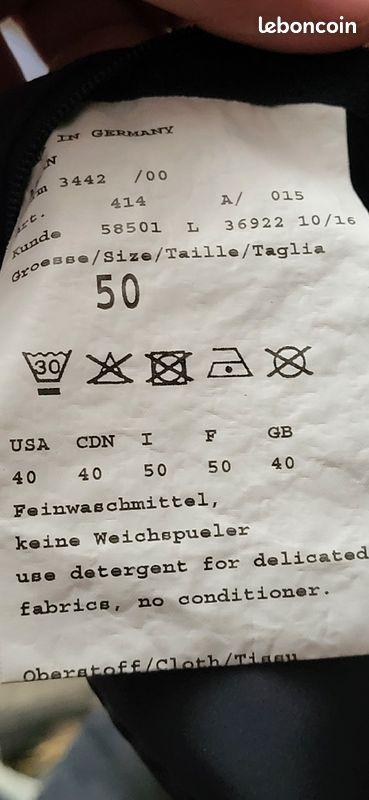 leboncoin
IN GERMANY
3442 /00
414 A/ 015
Kunde 58501 L 36922 10/16
Groesse/Size/Taille/Taglia
50
30
USA CDN I F GB
40 40 50 50 40
Feinwaschmittel,
keine Weichspueler
use detergent for delicated
fabrics, no conditioner.
Oberstoff/Cloth/Tissu